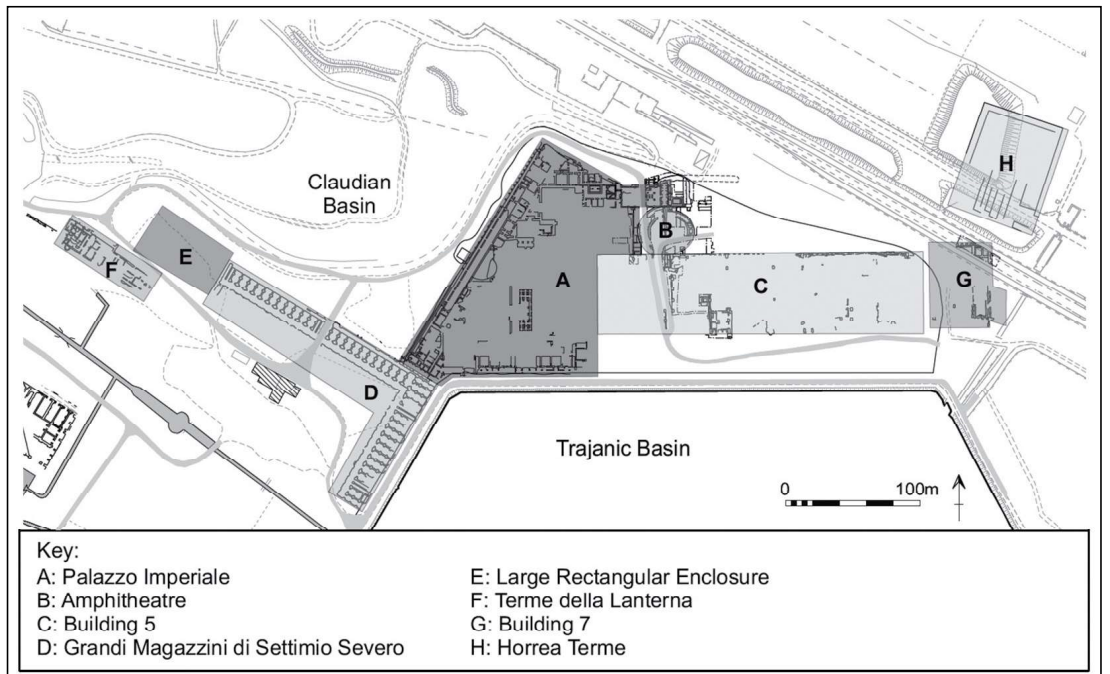 Claudian
Basin
A
B
C
D
E
F
G
H
Trajanic Basin
0 100m
Key:
A: Palazzo Imperiale
B: Amphitheatre
C: Building 5
D: Grandi Magazzini di Settimio Severo
E: Large Rectangular Enclosure
F: Terme della Lanterna
G: Building 7
H: Horrea Terme